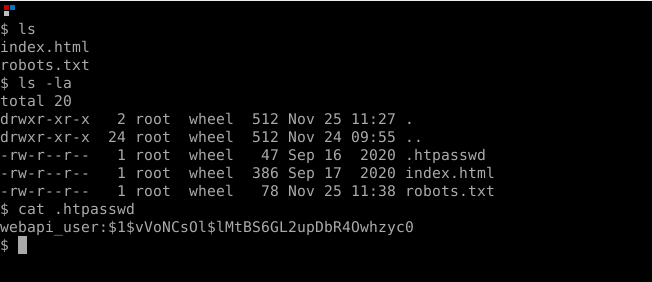 $ ls
index.html
robots.txt
$ ls -la
total 20
drwxr-xr-x   2 root  wheel  512 Nov 25 11:27 .
drwxr-xr-x  24 root  wheel  512 Nov 24 09:55 ..
-rw-r--r--   1 root  wheel   47 Sep 16  2020 .htpasswd
-rw-r--r--   1 root  wheel  386 Sep 17  2020 index.html
-rw-r--r--   1 root  wheel   78 Nov 25 11:38 robots.txt
$ cat .htpasswd
webapi_user:$1$vVoNCsOl$lMtBS6GL2upDbR4Owhzyc0
$